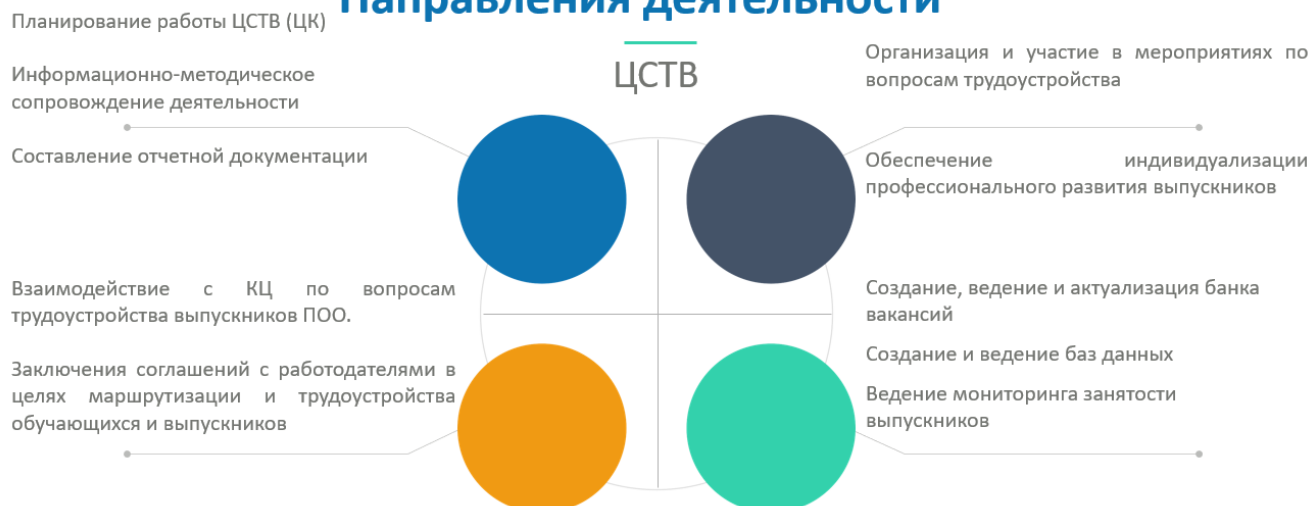 Направления деятельности
ЦСТВ
Планирование работы ЦСТВ (ЦК)
Информационно-методическое
сопровождение деятельности
Составление отчетной документации
Организация и участие в мероприятиях по
вопросам трудоустройства
Обеспечение индивидуализации
профессионального развития выпускников
Взаимодействие с КЦ по вопросам
трудоустройства выпускников ПОО.
Заключения соглашений с работодателями в
целях маршрутизации и трудоустройства
обучающихся и выпускников
Создание, ведение и актуализация банка
вакансий
Создание и ведение баз данных
Ведение мониторинга занятости
выпускников